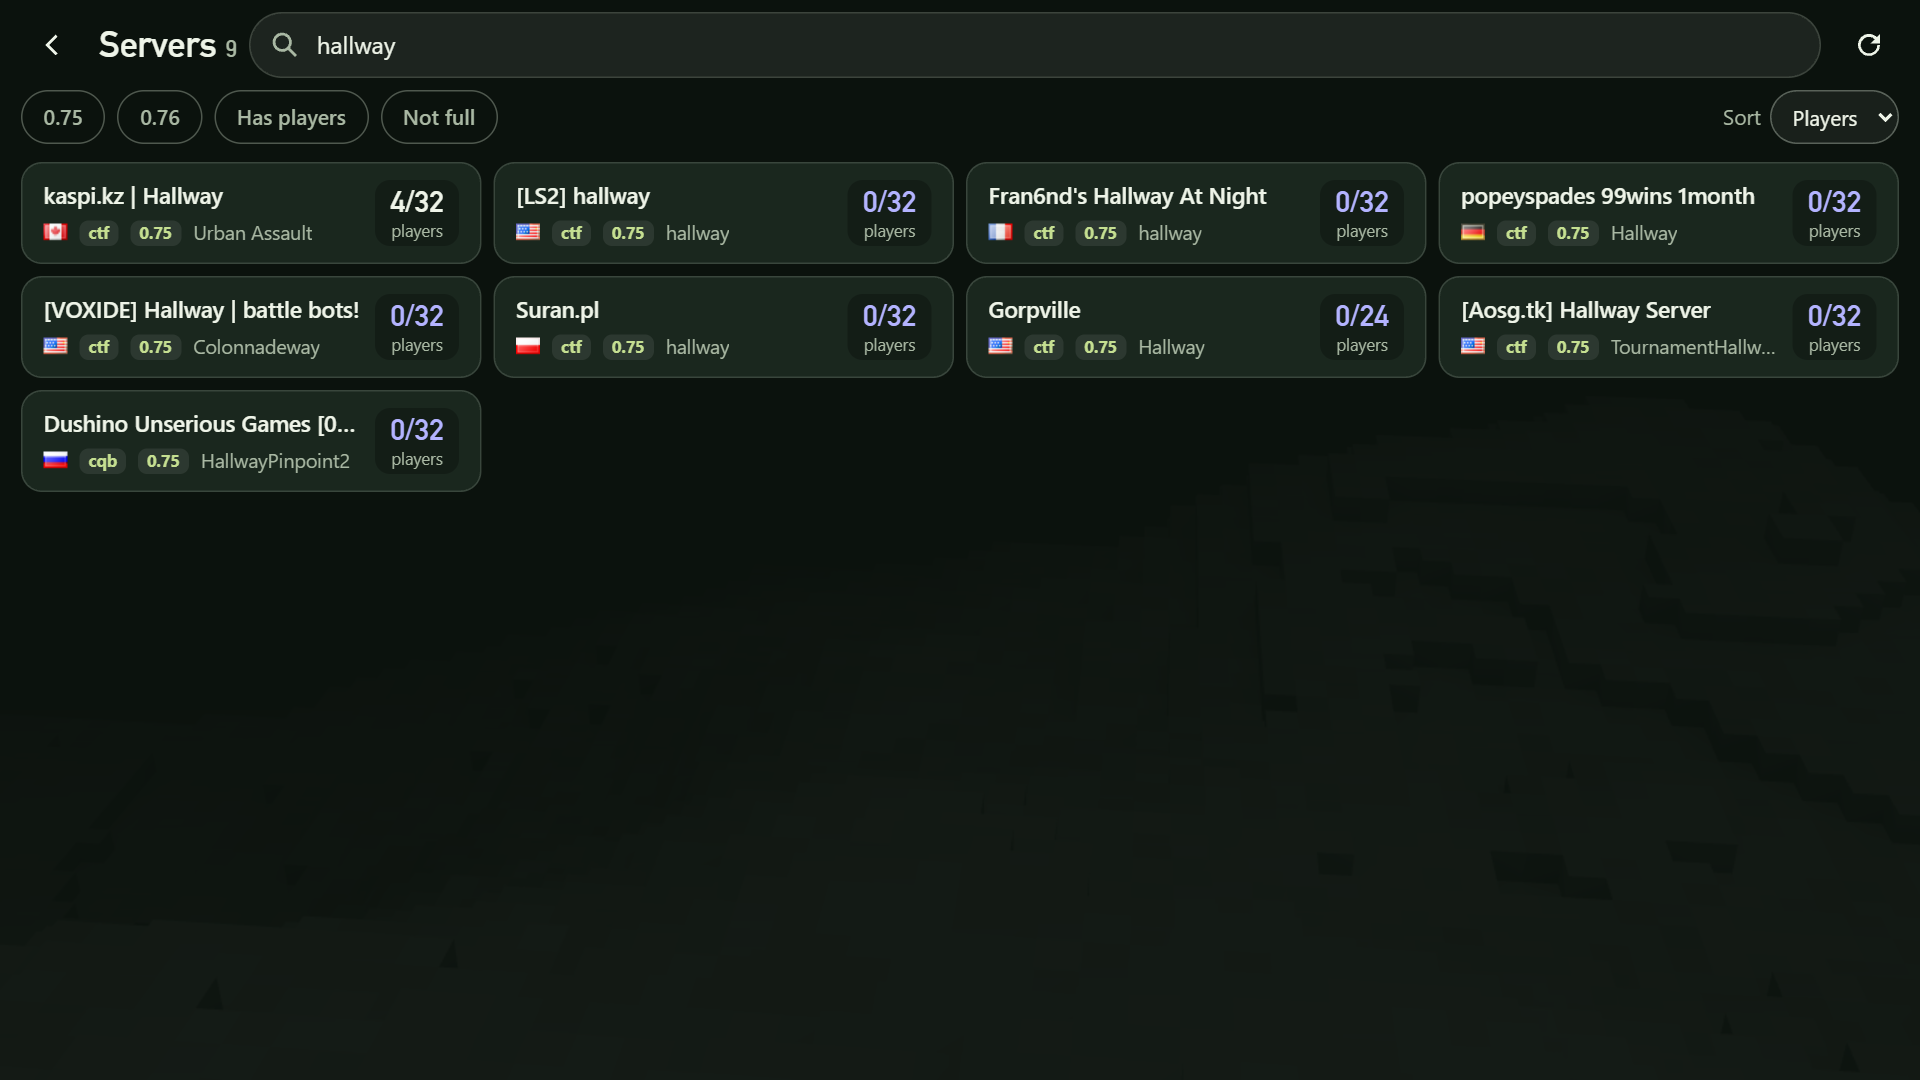 Servers 9
hallway
0.75
0.76
Has players
Not full
Sort
Players
kaspi.kz | Hallway
ctf 0.75 Urban Assault
4/32
players
[LS2] hallway
ctf 0.75 hallway
0/32
players
Fran6nd's Hallway At Night
ctf 0.75 hallway
0/32
players
popeyspades 99wins 1month
ctf 0.75 Hallway
0/32
players
[VOXIDE] Hallway | battle bots!
ctf 0.75 Colonnadeway
0/32
players
Suran.pl
ctf 0.75 hallway
0/32
players
Gorpville
ctf 0.75 Hallway
0/24
players
[Aosg.tk] Hallway Server
ctf 0.75 TournamentHallw...
0/32
players
Dushino Unserious Games [0...
cqb 0.75 HallwayPinpoint2
0/32
players